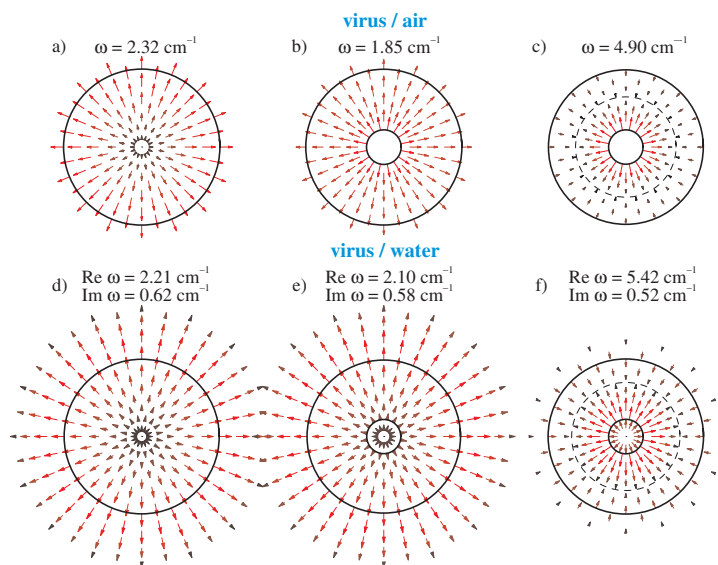 virus / air
a) ω = 2.32 cm⁻¹
b) ω = 1.85 cm⁻¹
c) ω = 4.90 cm⁻¹
virus / water
d) Re ω = 2.21 cm⁻¹
Im ω = 0.62 cm⁻¹
e) Re ω = 2.10 cm⁻¹
Im ω = 0.58 cm⁻¹
f) Re ω = 5.42 cm⁻¹
Im ω = 0.52 cm⁻¹